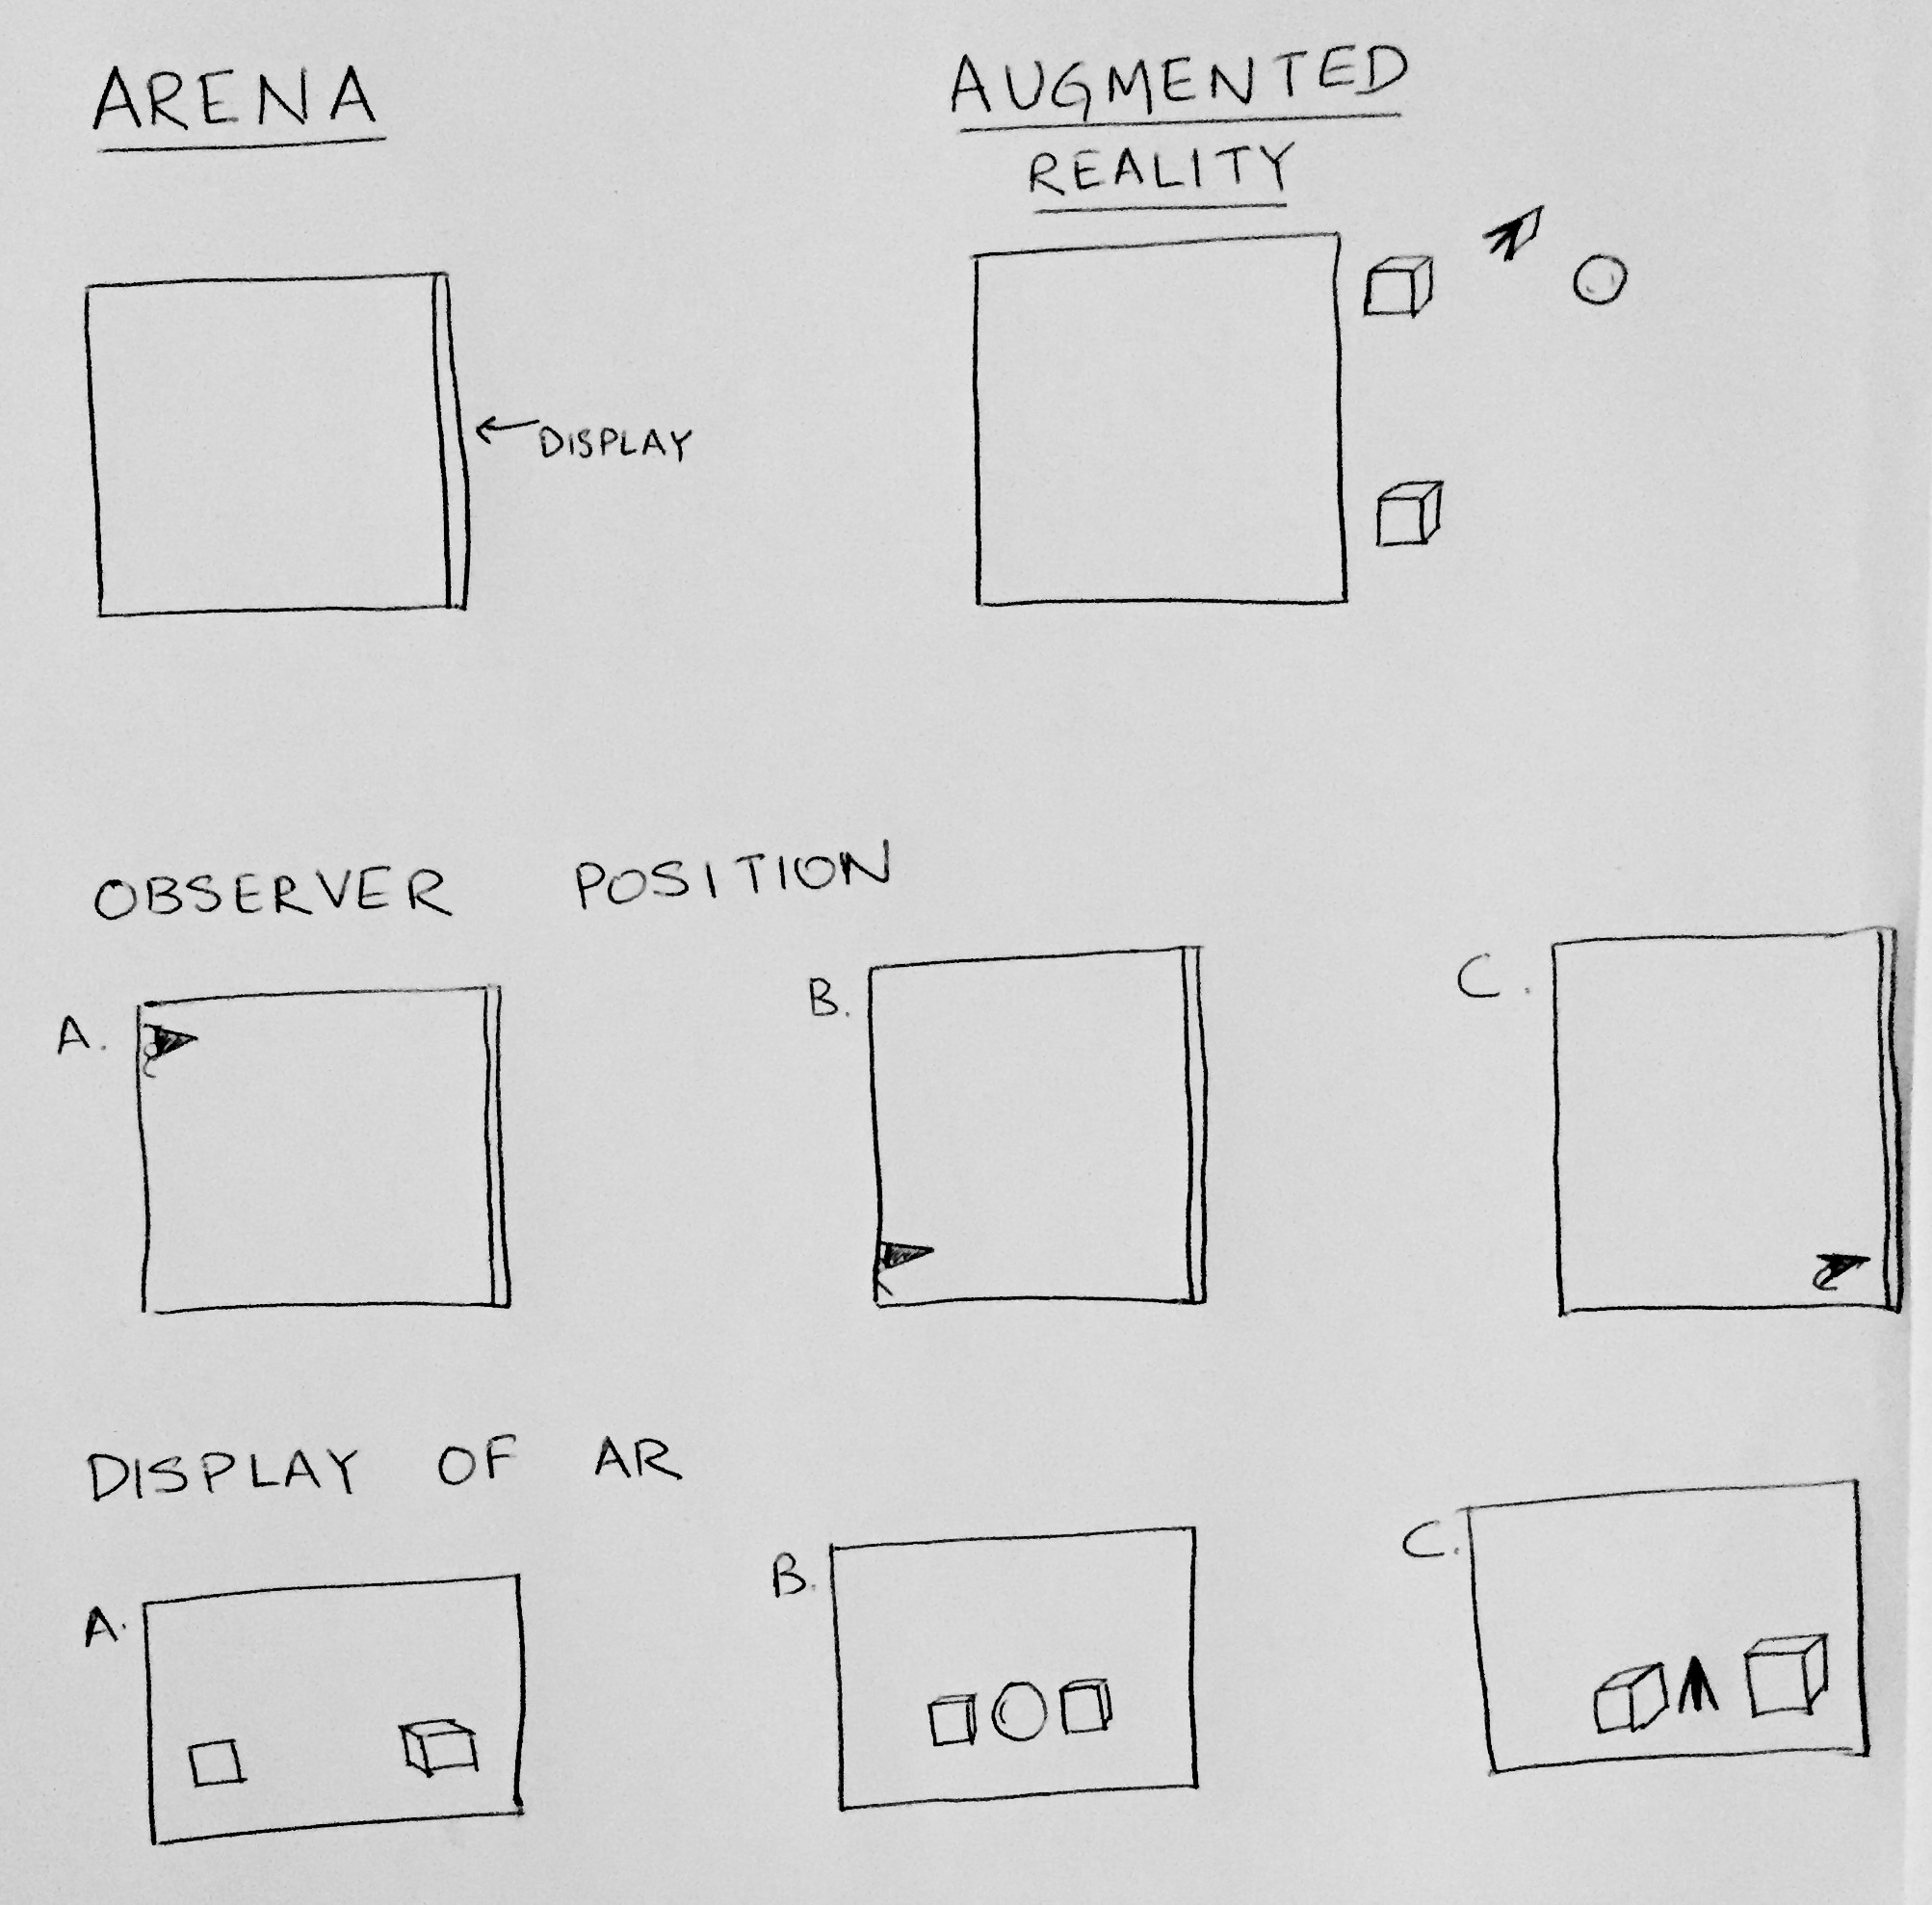 ARENA
AUGMENTED
REALITY
←DISPLAY
OBSERVER POSITION
A.
B.
C.
DISPLAY OF AR
A.
B.
C.